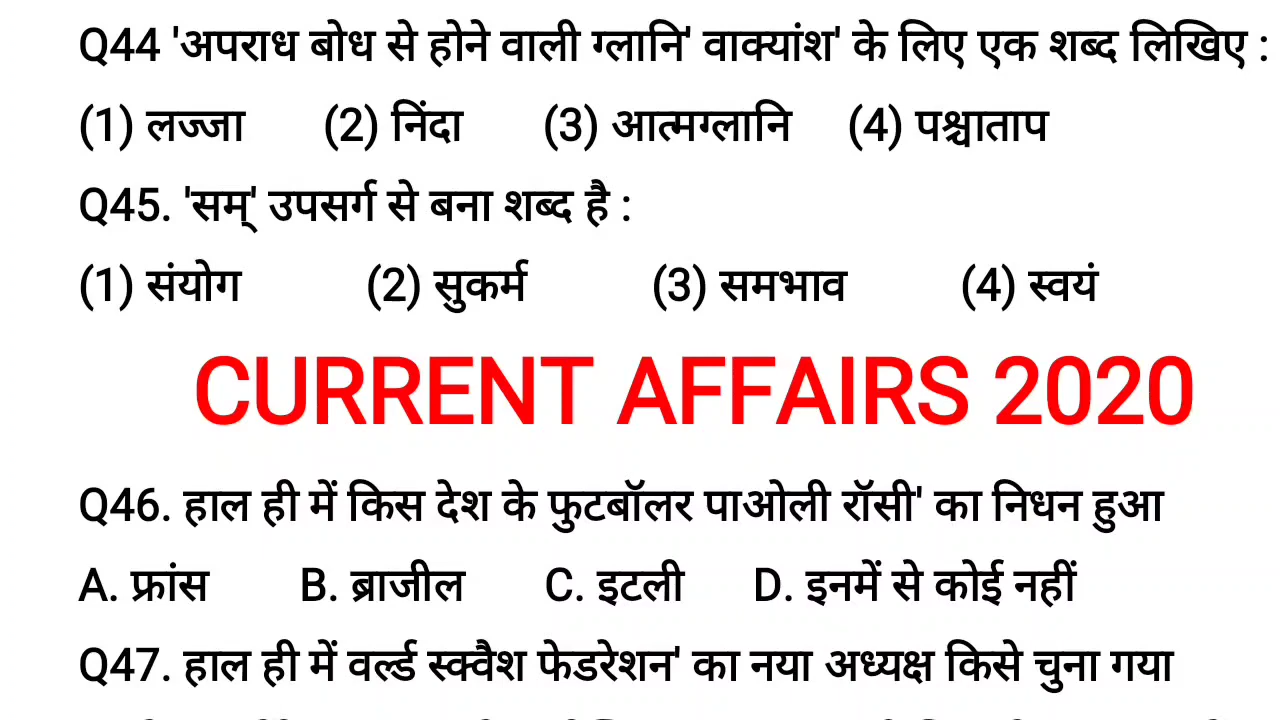 Q44 'अपराध बोध से होने वाली ग्लानि' वाक्यांश' के लिए एक शब्द लिखिए :
(1) लज्जा (2) निंदा (3) आत्मग्लानि (4) पश्चाताप
Q45. 'सम्' उपसर्ग से बना शब्द है :
(1) संयोग (2) सुकर्म (3) समभाव (4) स्वयं
CURRENT AFFAIRS 2020
Q46. हाल ही में किस देश के फुटबॉलर पाओली रॉसी' का निधन हुआ
A. फ्रांस B. ब्राजील C. इटली D. इनमें से कोई नहीं
Q47. हाल ही में वर्ल्ड स्क्वैश फेडरेशन' का नया अध्यक्ष किसे चुना गया